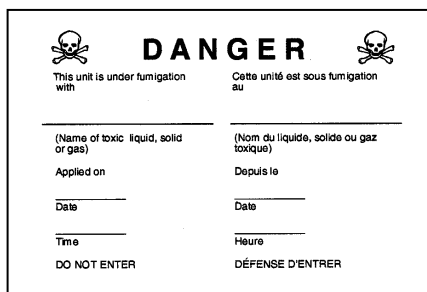 DANGER
This unit is under fumigation
with
(Name of toxic liquid, solid
or gas)
Applied on
Date
Time
DO NOT ENTER
Cette unité est sous fumigation
au
(Nom du liquide, solide ou gaz
toxique)
Depuis le
Date
Heure
DÉFENSE D'ENTRER